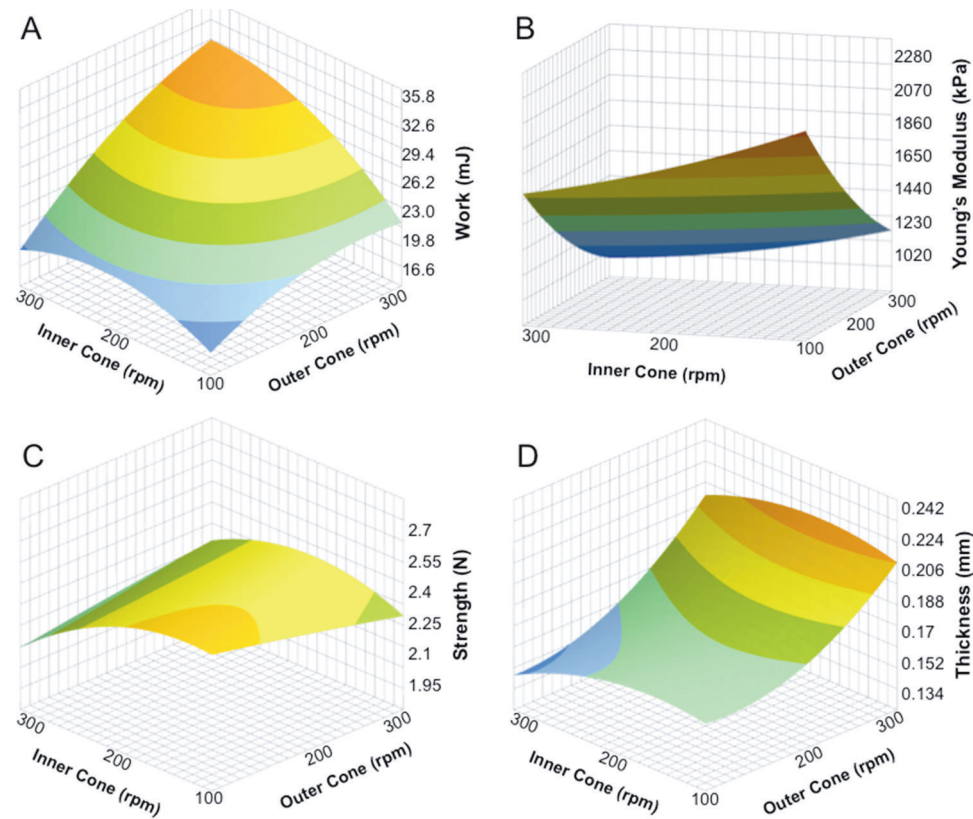 A
35.8
32.6
29.4
26.2
23.0
19.8
16.6
Work (mJ)
300
200
100
Inner Cone (rpm)
200
300
Outer Cone (rpm)
B
2280
2070
1860
1650
1440
1230
1020
Young's Modulus (kPa)
300
200
100
Inner Cone (rpm)
200
300
Outer Cone (rpm)
C
2.7
2.55
2.4
2.25
2.1
1.95
Strength (N)
300
200
100
Inner Cone (rpm)
200
300
Outer Cone (rpm)
D
0.242
0.224
0.206
0.188
0.17
0.152
0.134
Thickness (mm)
300
200
100
Inner Cone (rpm)
200
300
Outer Cone (rpm)